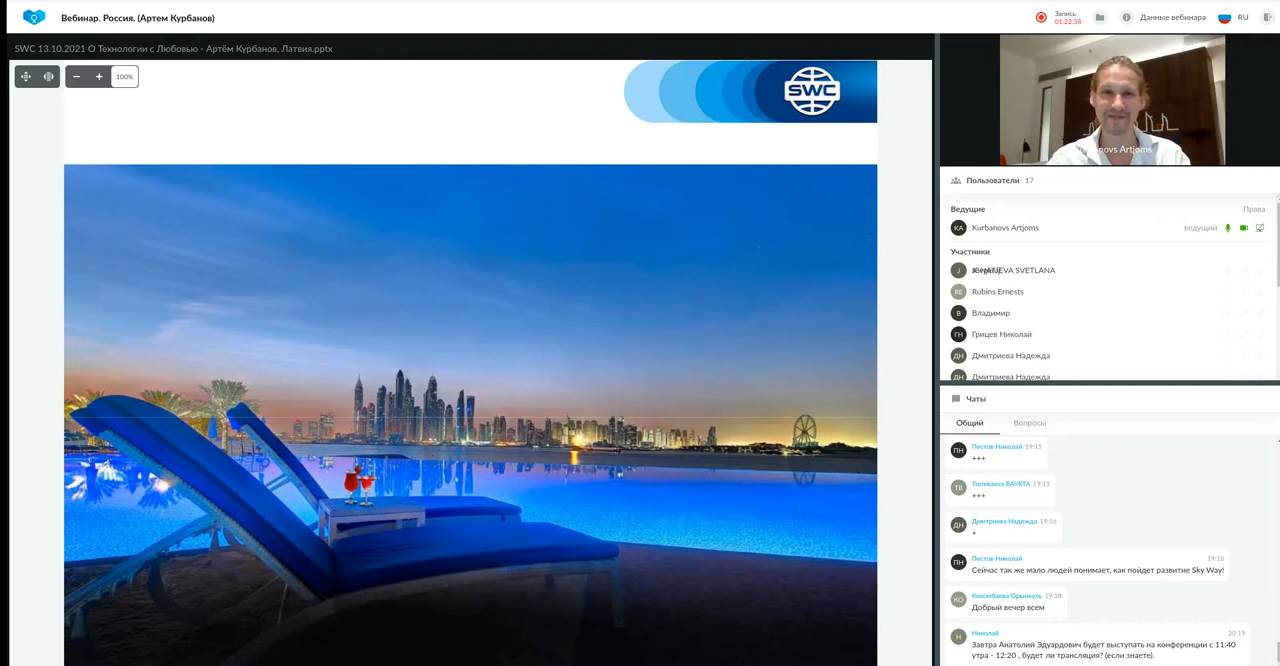 Вебинар. Россия. (Артем Курбанов)
Запись
01:22:38
Данные вебинара
RU
SWC 13.10.2021 О Технологии с Любовью - Артём Курбанов, Латвия.pptx
100%
SWC
novs Artjoms
Пользователи 17
Ведущие Права
KA Kurbanovs Artjoms ведущий
Участники
J SVETLANA
RE Rubins Ernests
В Владимир
ГН Грицев Николай
ДН Дмитриева Надежда
ДН Дмитриева Надежда
Чаты
Общий Вопросы
ПН Пестов Николай 19:15
+++
TB Tserekaeva BAYRTA 19:15
+++
ДН Дмитриева Надежда 19:16
+
ПН Пестов Николай 19:16
Сейчас так же мало людей понимает, как пойдет развитие Sky Way!
КО Орынкуль 19:18
Добрый вечер всем
Н Николай 20:19
Завтра Анатолий Эдуардович будет выступать на конференции с 11:40
утра - 12:20 , будет ли трансляция? (если знаете).